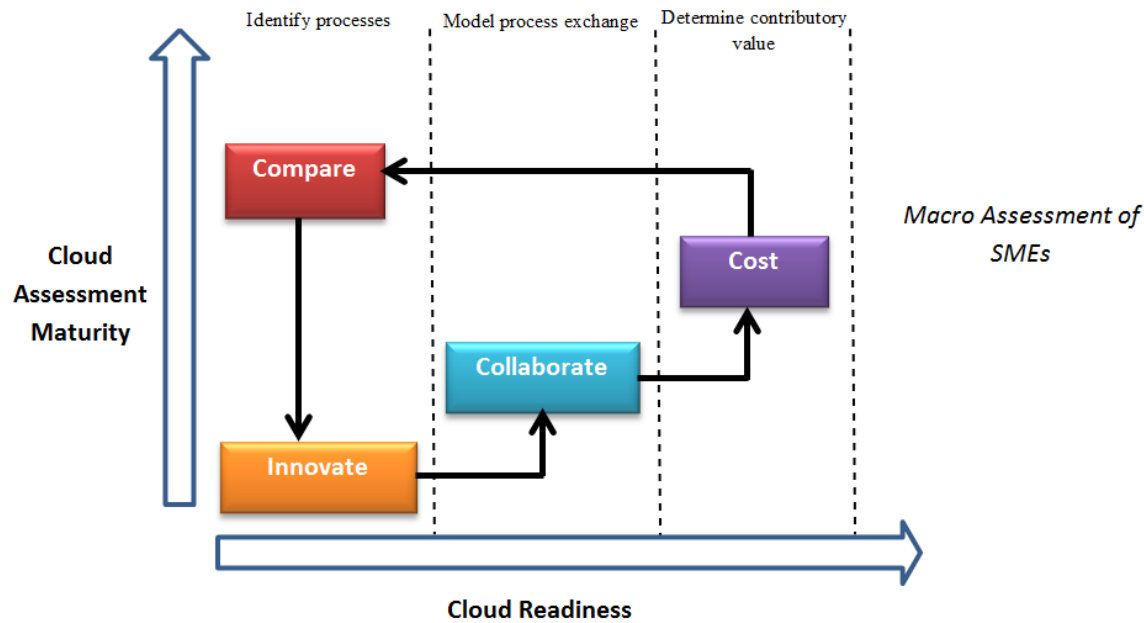 Identify processes
Model process exchange
Determine contributory
value
Compare
Macro Assessment of
SMEs
Cost
Cloud
Assessment
Maturity
Collaborate
Innovate
Cloud Readiness